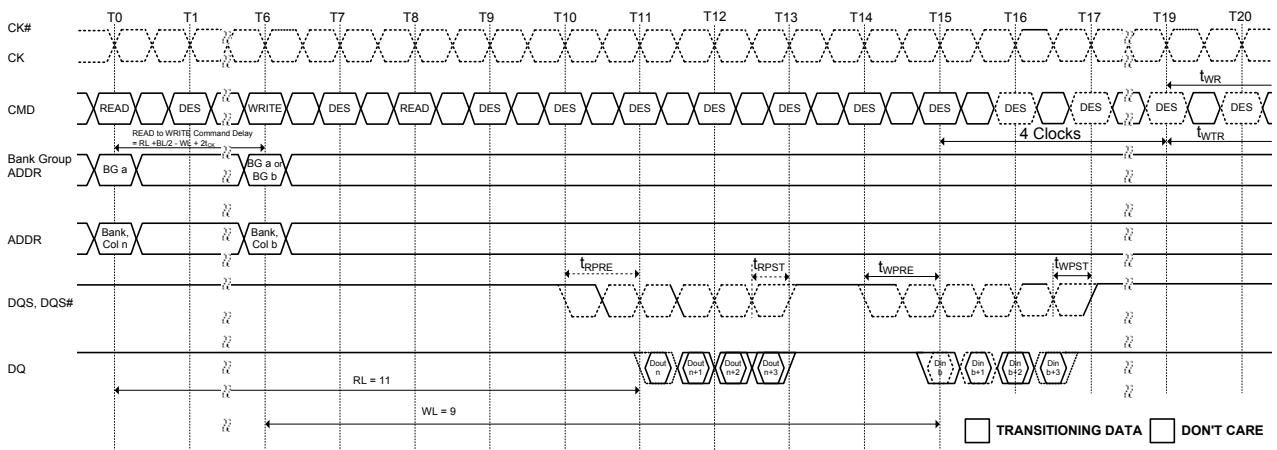 T0 T1 T6 T7 T8 T9 T10 T11 T12 T13 T14 T15 T16 T17 T19 T20
CK#
CK
tWR
CMD READ DES WRITE DES READ DES DES DES DES DES DES DES DES DES DES DES
READ to WRITE Command Delay
= RL +BL/2 - WL + 2tCK
4 Clocks
tWTR
Bank Group
ADDR
BG a
BG a or
BG b
ADDR
Bank,
Col n
Bank,
Col b
tRPRE tRPST tWPRE tWPST
DQS, DQS#
DQ
Dout
n
Dout
n+1
Dout
n+2
Dout
n+3
Din
b
Din
b+1
Din
b+2
Din
b+3
RL = 11
WL = 9
TRANSITIONING DATA
DON'T CARE